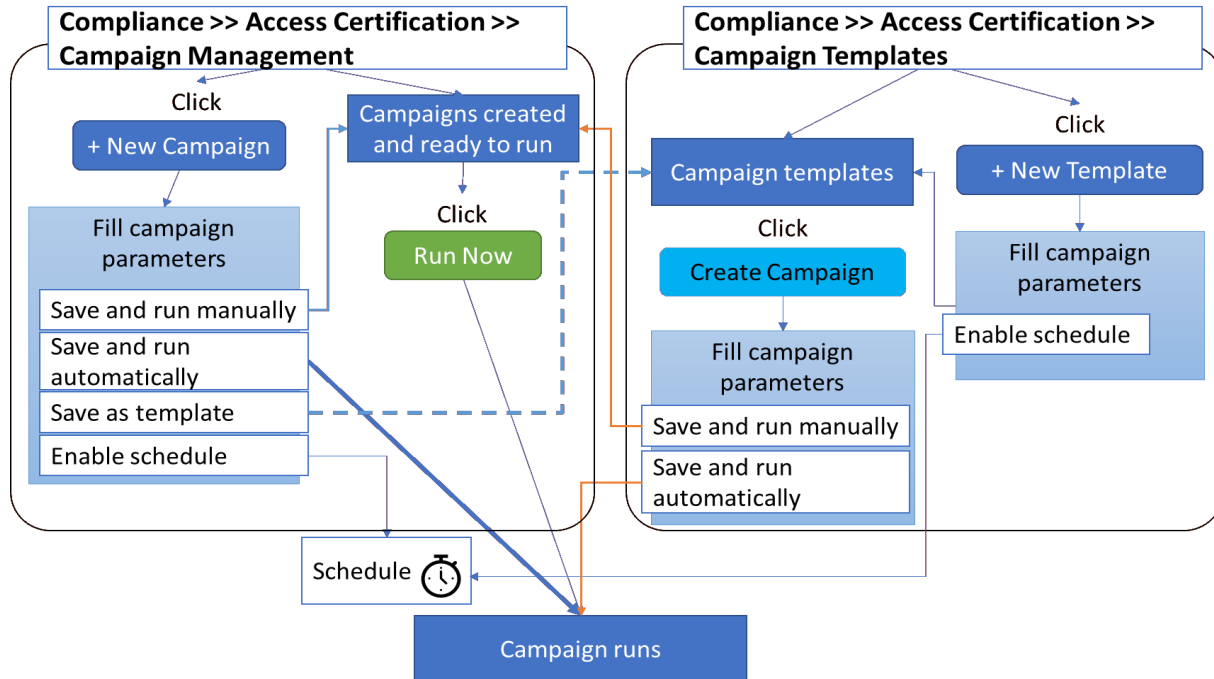 Compliance >> Access Certification >>
Campaign Management
Click
+ New Campaign
Fill campaign
parameters
Save and run manually
Save and run
automatically
Save as template
Enable schedule
Campaigns created
and ready to run
Click
Run Now
Compliance >> Access Certification >>
Campaign Templates
Campaign templates
Click
Create Campaign
Fill campaign
parameters
Save and run manually
Save and run
automatically
Click
+ New Template
Fill campaign
parameters
Enable schedule
Schedule
Campaign runs